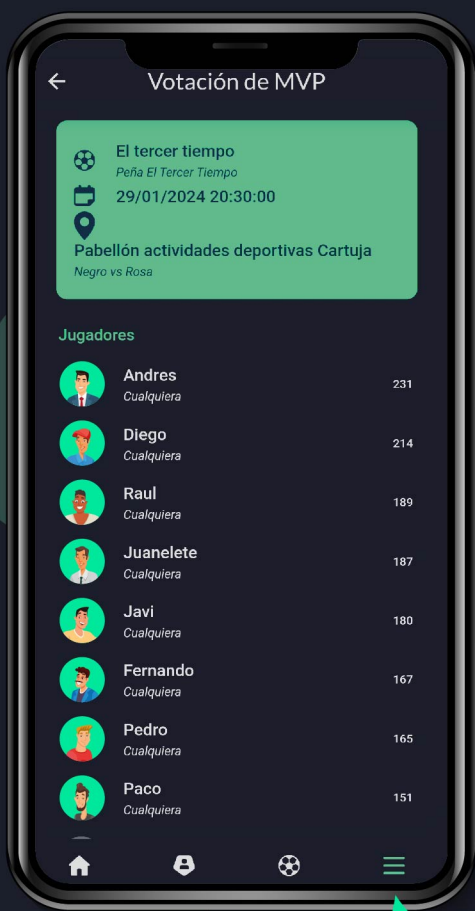 Votación de MVP
El tercer tiempo
Peña El Tercer Tiempo
29/01/2024 20:30:00
Pabellón actividades deportivas Cartuja
Negro vs Rosa
Jugadores
Andres
231
Cualquiera
Diego
214
Cualquiera
Raul
189
Cualquiera
Juanelete
187
Cualquiera
Javi
180
Cualquiera
Fernando
167
Cualquiera
Pedro
165
Cualquiera
Paco
151
Cualquiera